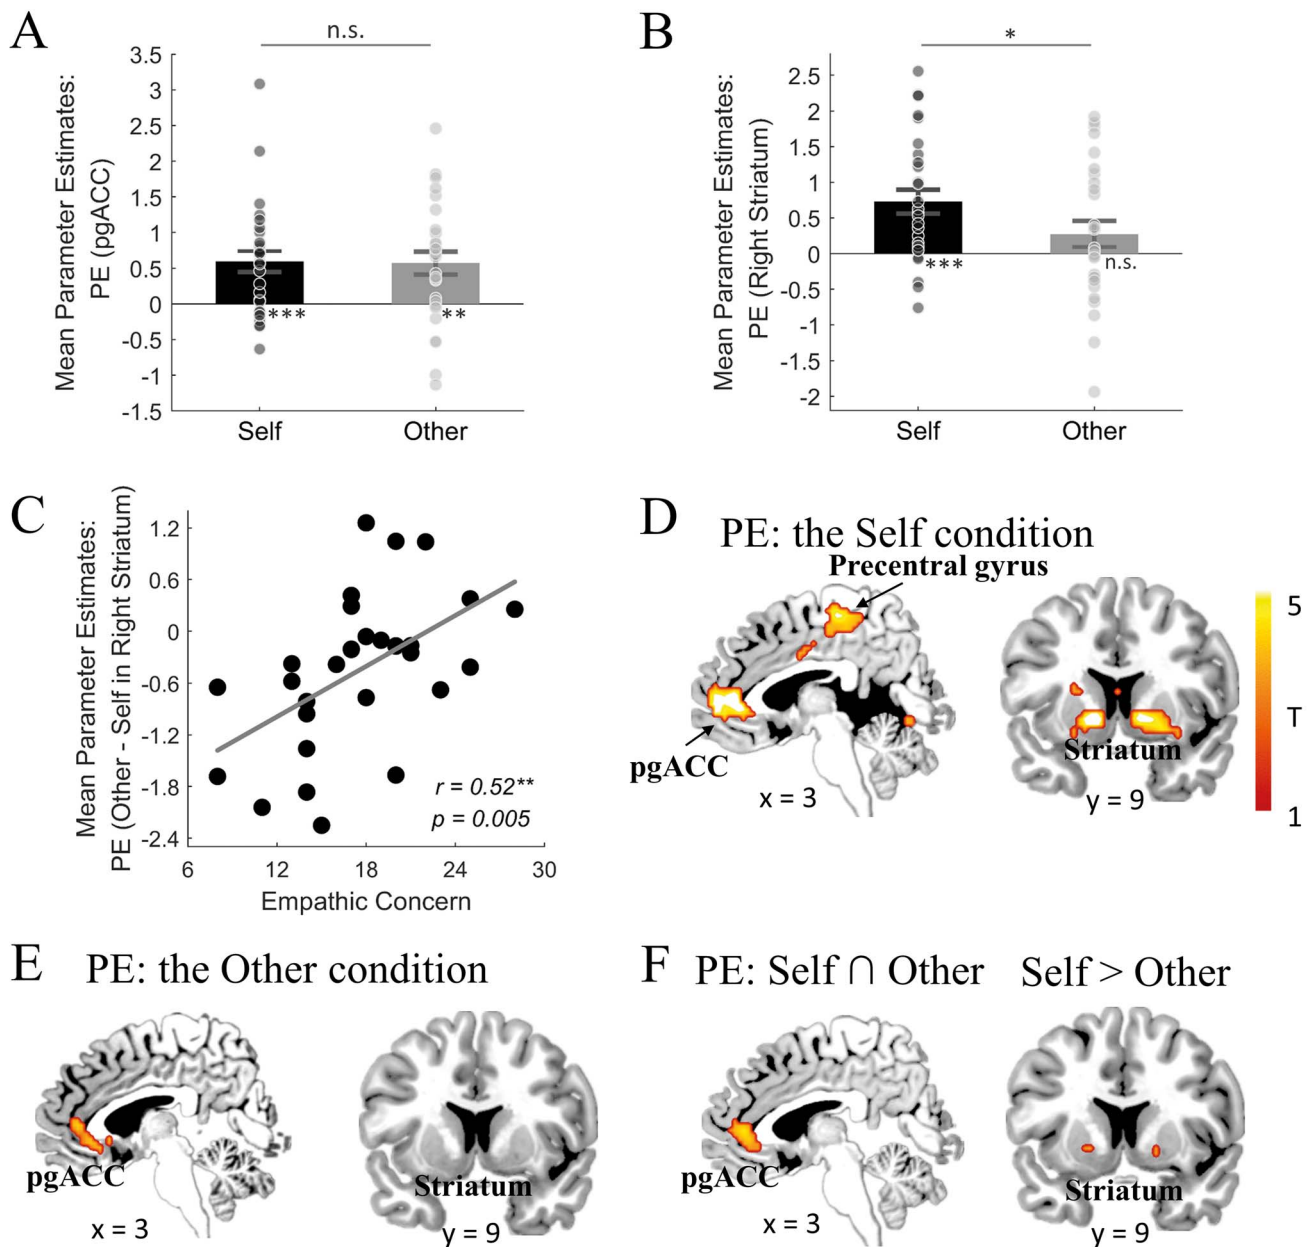 A
n.s.
Mean Parameter Estimates:
PE (pgACC)
3.5
3
2.5
2
1.5
1
0.5
0
-0.5
-1
-1.5
***
**
Self
Other
B
*
Mean Parameter Estimates:
PE (Right Striatum)
2.5
2
1.5
1
0.5
0
-0.5
-1
-1.5
-2
***
n.s.
Self
Other
C
Mean Parameter Estimates:
PE (Other - Self in Right Striatum)
1.2
0.6
0
-0.6
-1.2
-1.8
-2.4
r = 0.52**
p = 0.005
6
12
18
24
30
Empathic Concern
D
PE: the Self condition
Precentral gyrus
pgACC
x = 3
Striatum
y = 9
5
T
1
E
PE: the Other condition
pgACC
x = 3
Striatum
y = 9
F
PE: Self ∩ Other
Self > Other
pgACC
x = 3
Striatum
y = 9